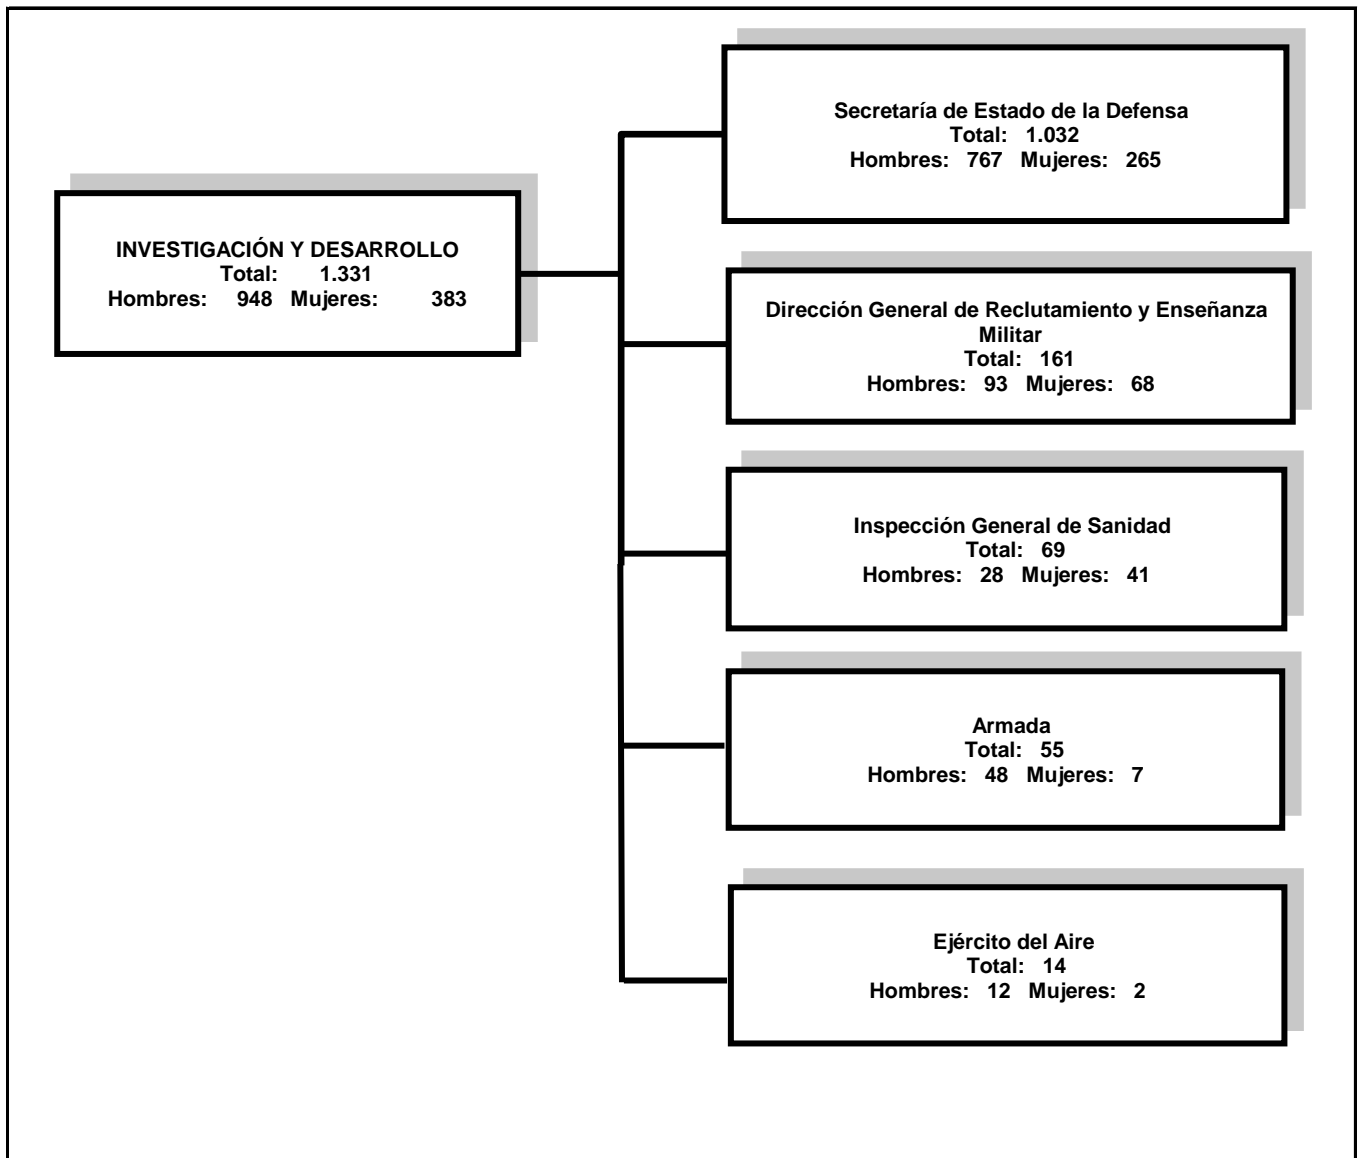 INVESTIGACIÓN Y DESARROLLO
Total: 1.331
Hombres: 948 Mujeres: 383
Secretaría de Estado de la Defensa
Total: 1.032
Hombres: 767 Mujeres: 265
Dirección General de Reclutamiento y Enseñanza
Militar
Total: 161
Hombres: 93 Mujeres: 68
Inspección General de Sanidad
Total: 69
Hombres: 28 Mujeres: 41
Armada
Total: 55
Hombres: 48 Mujeres: 7
Ejército del Aire
Total: 14
Hombres: 12 Mujeres: 2